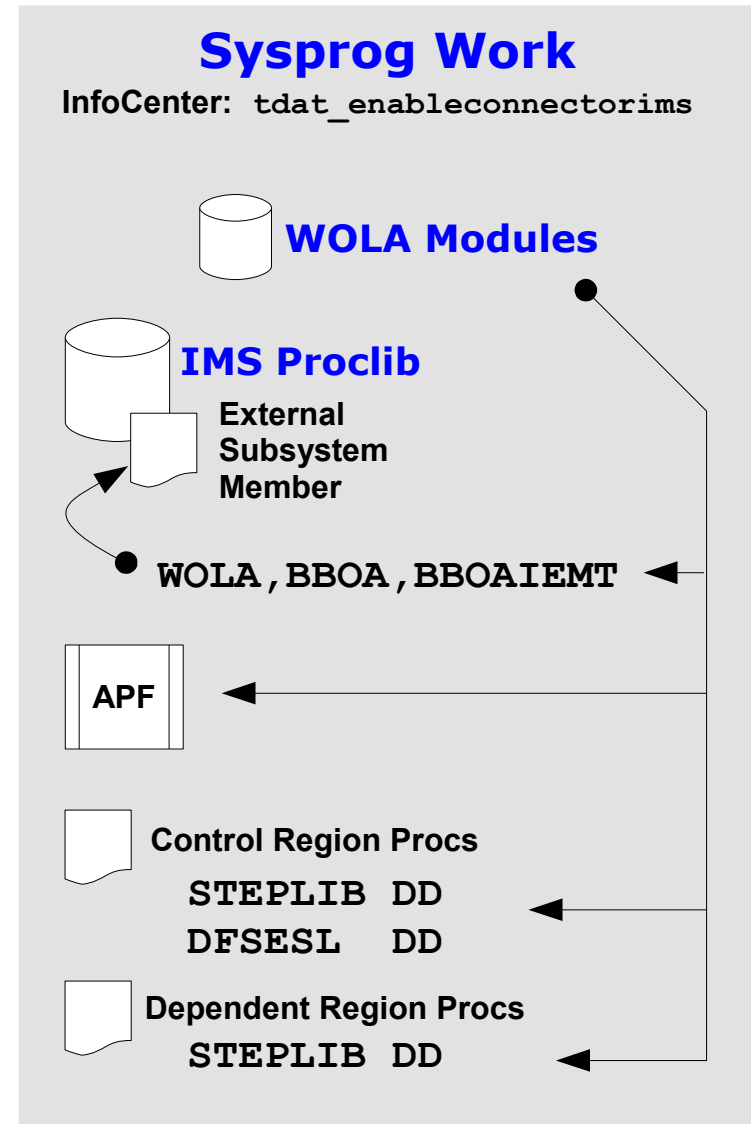 Sysprog Work
InfoCenter: tdat_enableconnectorims
WOLA Modules
IMS Proclib
External
Subsystem
Member
WOLA,BBOA,BBOAIEMT
APF
Control Region Procs
STEPLIB DD
DFSESL DD
Dependent Region Procs
STEPLIB DD